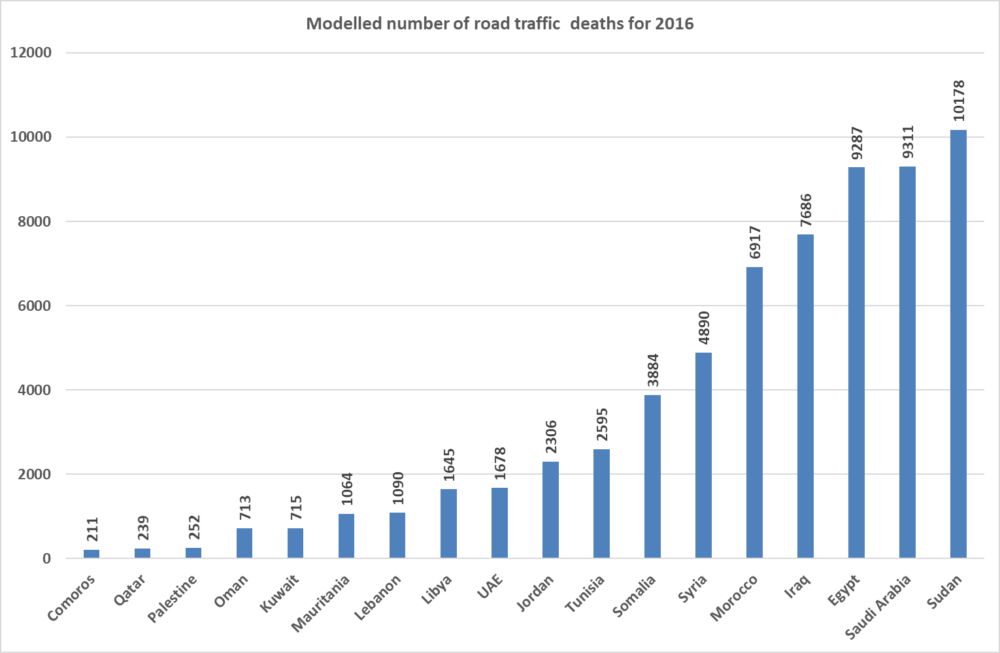 Modelled number of road traffic  deaths for 2016
12000
10000
8000
6000
4000
2000
0
211
239
252
713
715
1064
1090
1645
1678
2306
2595
3884
4890
6917
7686
9287
9311
10178
Comoros
Qatar
Palestine
Oman
Kuwait
Mauritania
Lebanon
Libya
UAE
Jordan
Tunisia
Somalia
Syria
Morocco
Iraq
Egypt
Saudi Arabia
Sudan